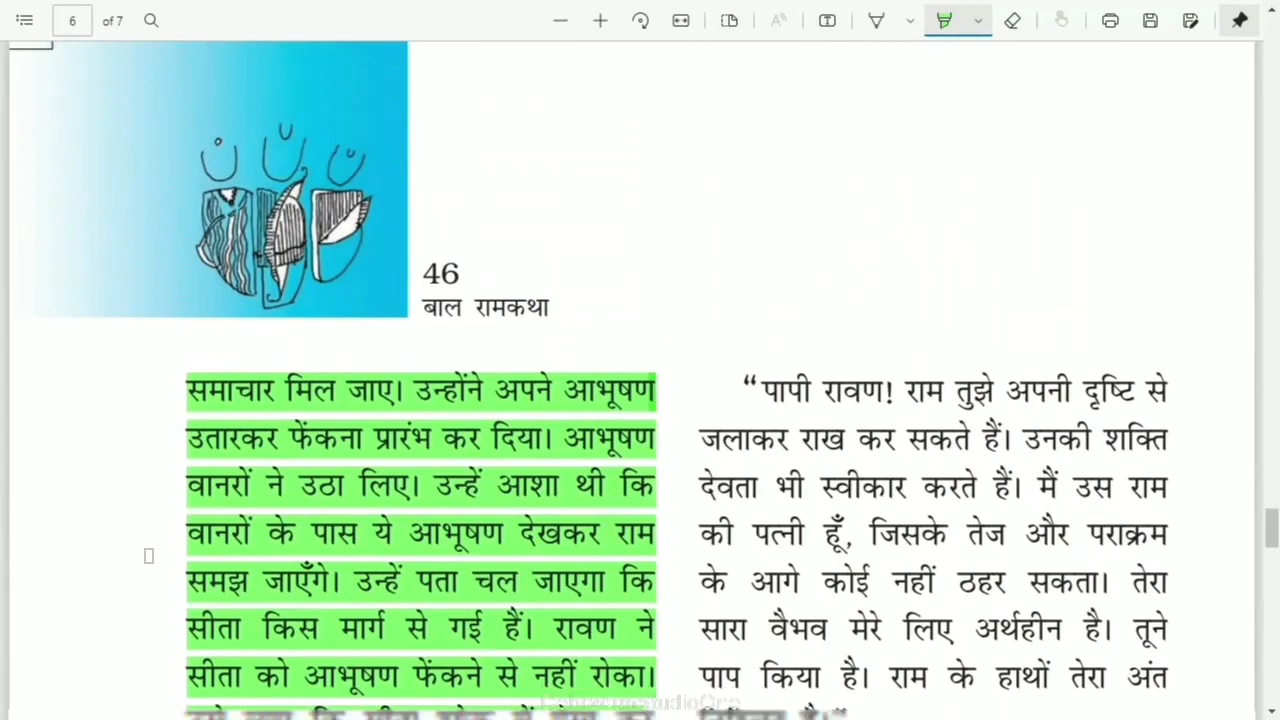 6 of 7
46
बाल रामकथा
समाचार मिल जाए। उन्होंने अपने आभूषण
उतारकर फेंकना प्रारंभ कर दिया। आभूषण
वानरों ने उठा लिए। उन्हें आशा थी कि
वानरों के पास ये आभूषण देखकर राम
समझ जाएँगे। उन्हें पता चल जाएगा कि
सीता किस मार्ग से गई हैं। रावण ने
सीता को आभूषण फेंकने से नहीं रोका।
“पापी रावण! राम तुझे अपनी दृष्टि से
जलाकर राख कर सकते हैं। उनकी शक्ति
देवता भी स्वीकार करते हैं। मैं उस राम
की पत्नी हूँ, जिसके तेज और पराक्रम
के आगे कोई नहीं ठहर सकता। तेरा
सारा वैभव मेरे लिए अर्थहीन है। तूने
पाप किया है। राम के हाथों तेरा अंत